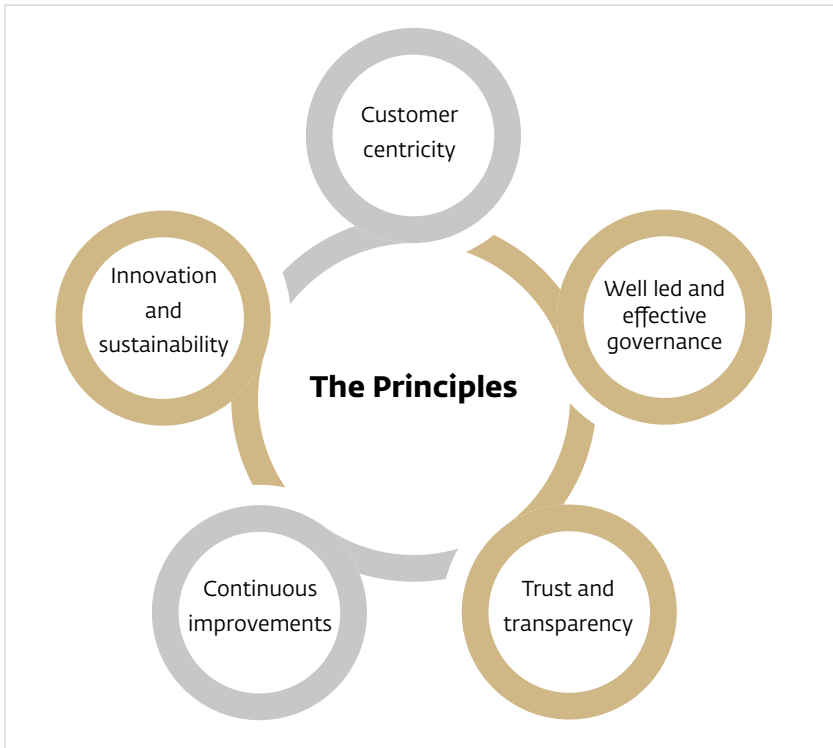 Customer
centricity
Well led and
effective
governance
Trust and
transparency
Continuous
improvements
Innovation
and
sustainability
The Principles